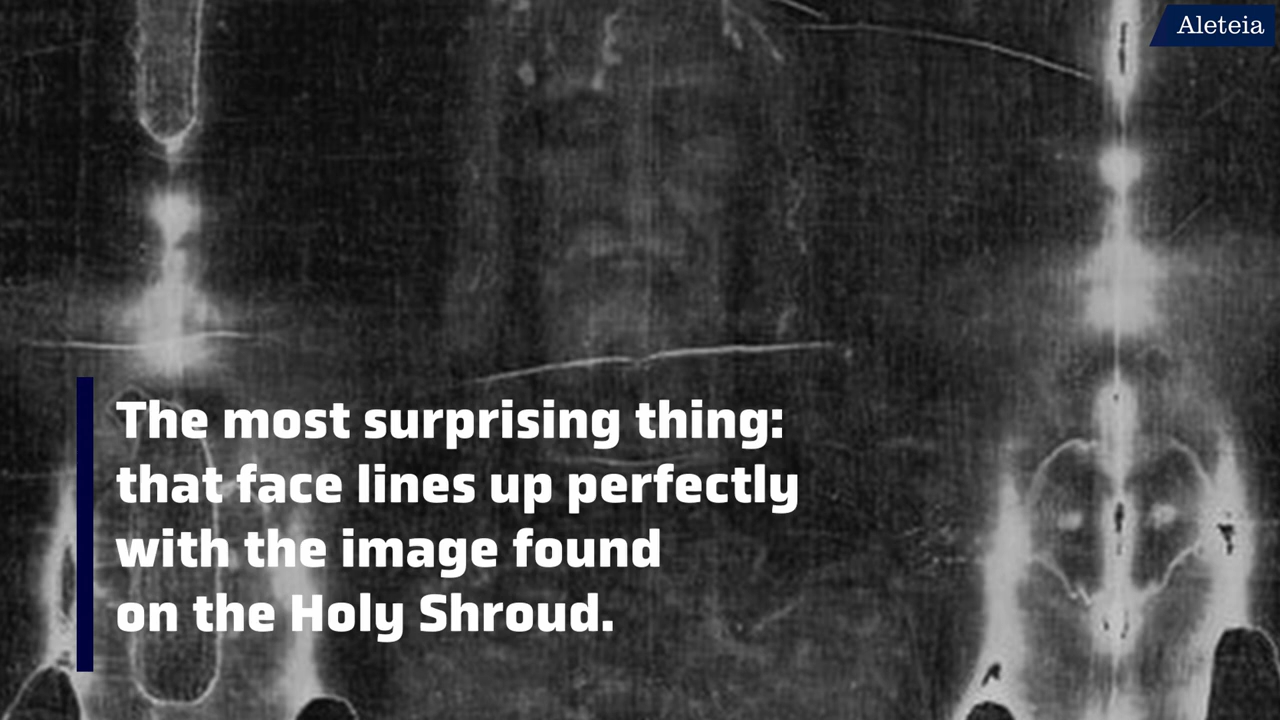 Aleteia
The most surprising thing:
that face lines up perfectly
with the image found
on the Holy Shroud.